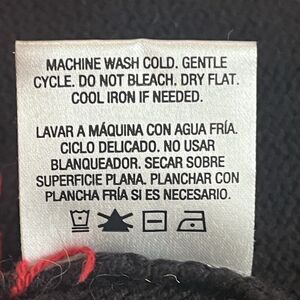 MACHINE WASH COLD. GENTLE
CYCLE. DO NOT BLEACH. DRY FLAT.
COOL IRON IF NEEDED.
LAVAR A MÁQUINA CON AGUA FRÍA.
CICLO DELICADO. NO USAR
BLANQUEADOR. SECAR SOBRE
SUPERFICIE PLANA. PLANCHAR CON
PLANCHA FRÍA SI ES NECESARIO.